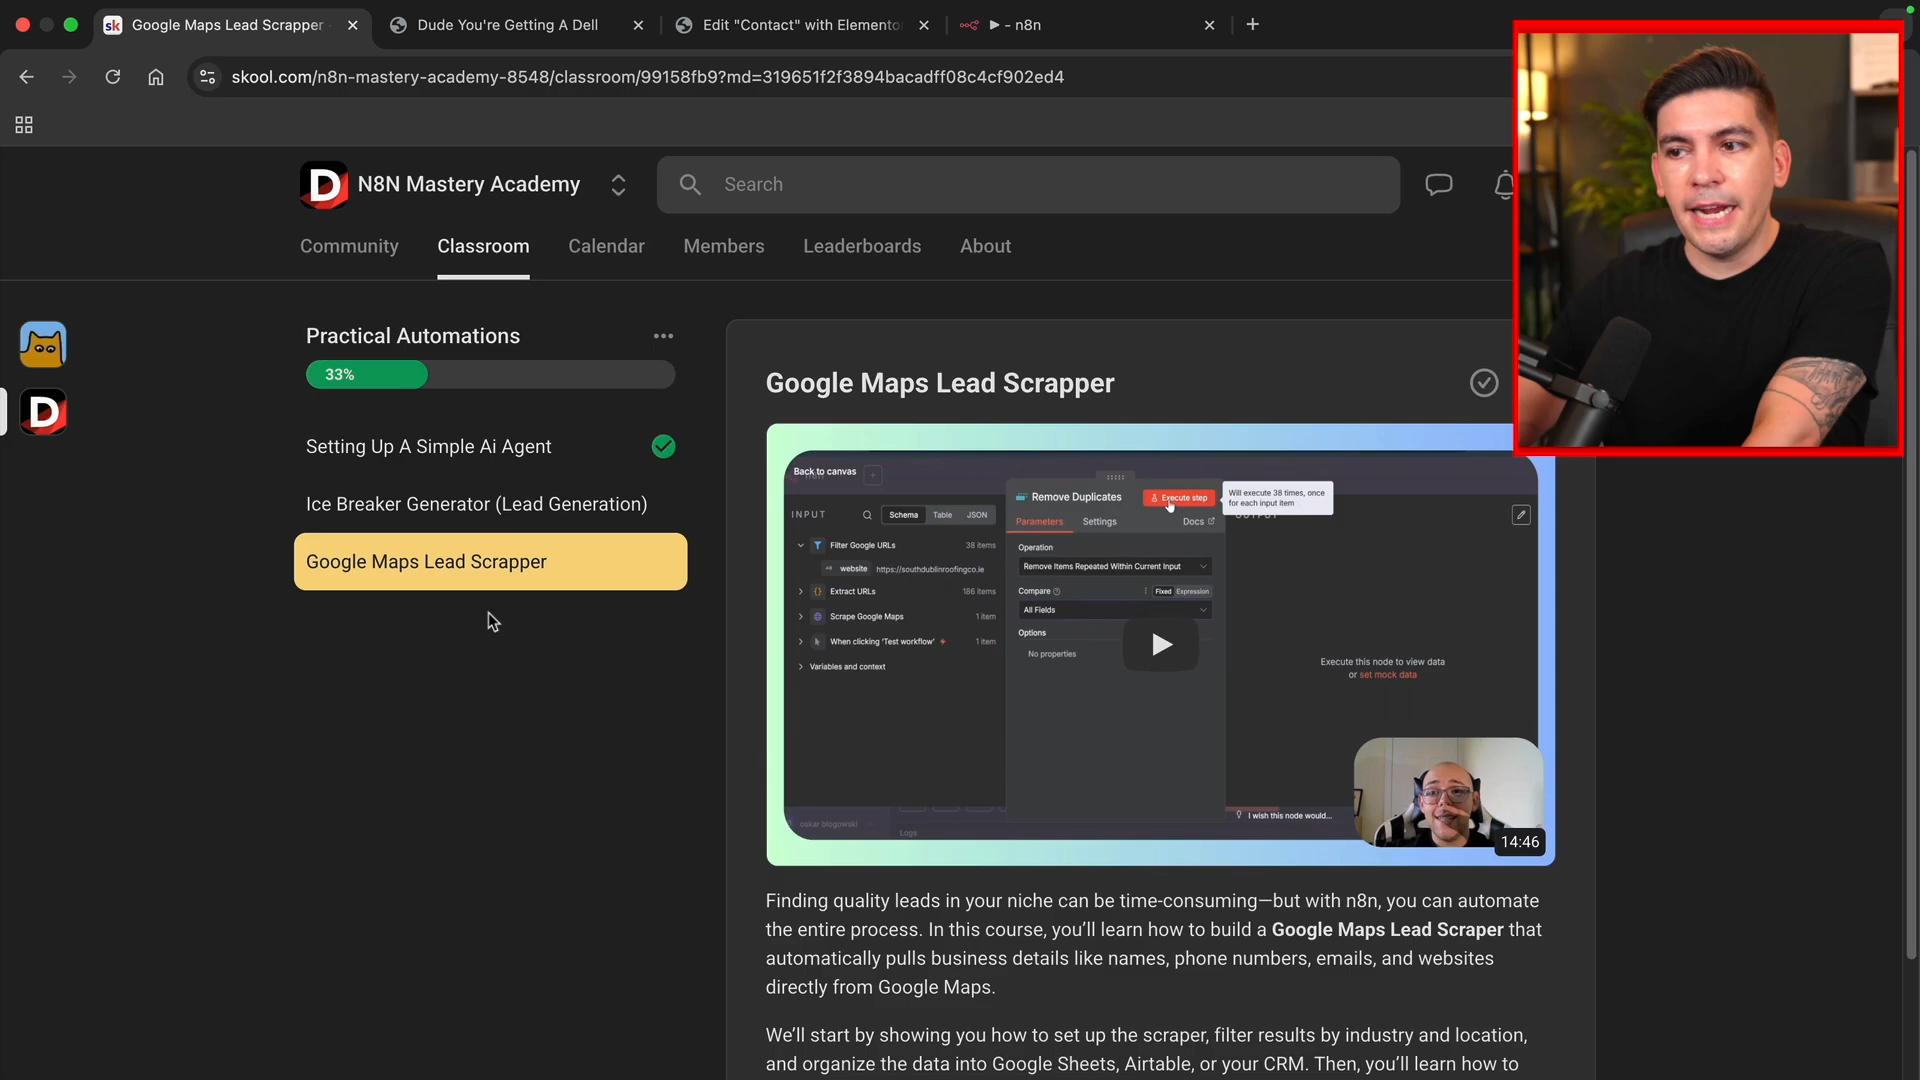 Google Maps Lead Scrapper
Dude You're Getting A Dell
Edit "Contact" with Elemento
- n8n
skool.com/n8n-mastery-academy-8548/classroom/99158fb9?md=319651f2f3894bacadff08c4cf902ed4
N8N Mastery Academy
Search
Community
Classroom
Calendar
Members
Leaderboards
About
Practical Automations
33%
Setting Up A Simple Ai Agent
Ice Breaker Generator (Lead Generation)
Google Maps Lead Scrapper
Google Maps Lead Scrapper
Back to canvas
INPUT
Schema
Table
JSON
Filter Google URLs
38 items
website
https://southdublinroofingco.ie
Extract URLs
186 items
Scrape Google Maps
1 item
When clicking 'Test workflow'
1 item
Variables and context
Remove Duplicates
Execute step
Will execute 38 times, once
for each input item
Parameters
Settings
Docs
Operation
Remove Items Repeated Within Current Input
Compare
Fixed
Expression
All Fields
Options
No properties
Execute this node to view data
or set mock data
I wish this node would...
oskar blogowski
Logs
14:46
Finding quality leads in your niche can be time-consuming—but with n8n, you can automate
the entire process. In this course, you'll learn how to build a Google Maps Lead Scraper that
automatically pulls business details like names, phone numbers, emails, and websites
directly from Google Maps.
We'll start by showing you how to set up the scraper, filter results by industry and location,
and organize the data into Google Sheets, Airtable, or your CRM. Then, you'll learn how to